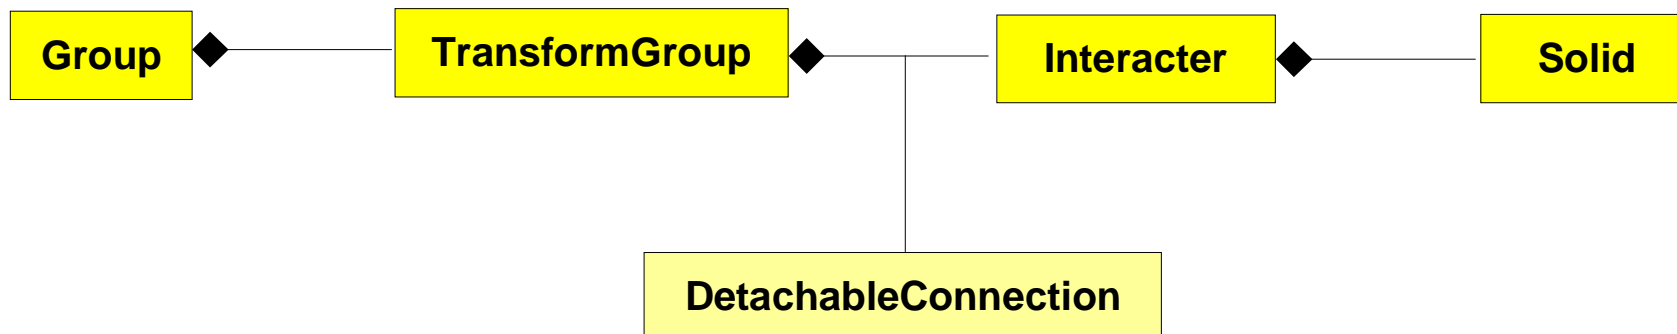 Group
TransformGroup
Interacter
Solid
DetachableConnection